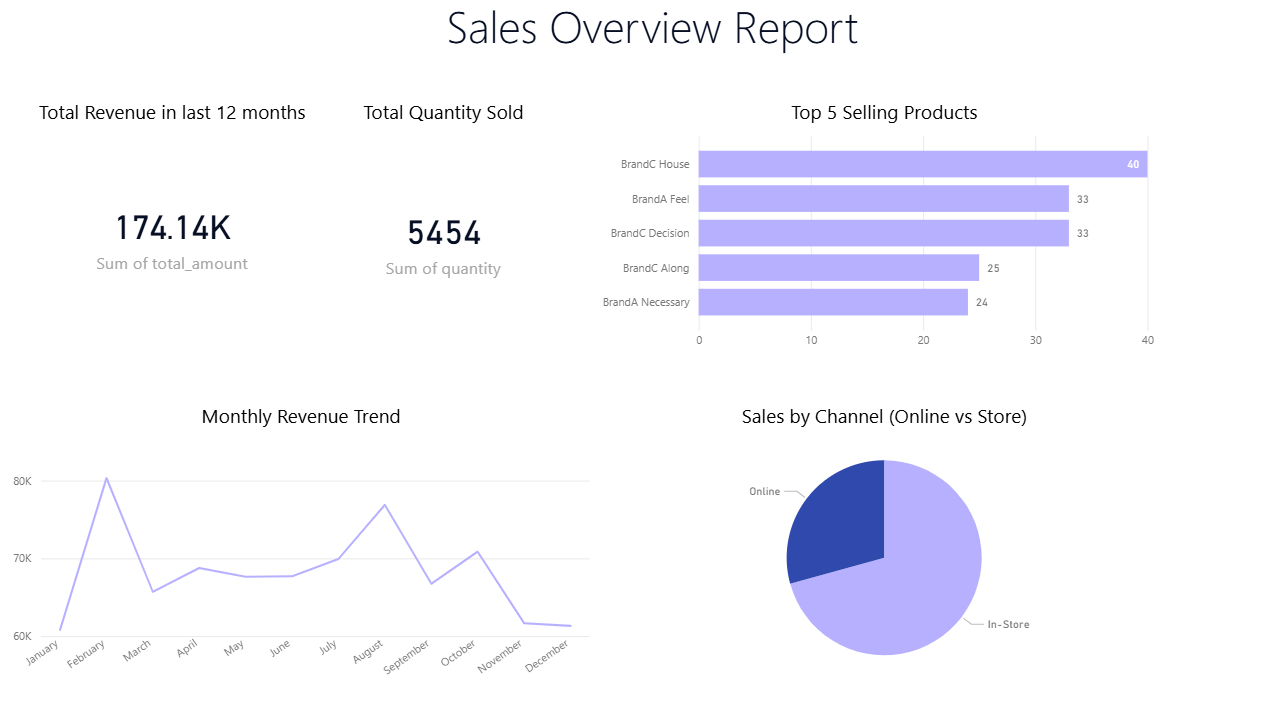 Sales Overview Report
Total Revenue in last 12 months
174.14K
Sum of total_amount
Total Quantity Sold
5454
Sum of quantity
Top 5 Selling Products
BrandC House 40
BrandA Feel 33
BrandC Decision 33
BrandC Along 25
BrandA Necessary 24
0 10 20 30 40
Monthly Revenue Trend
80K
70K
60K
January February March April May June July August September October November December
Sales by Channel (Online vs Store)
Online
In-Store